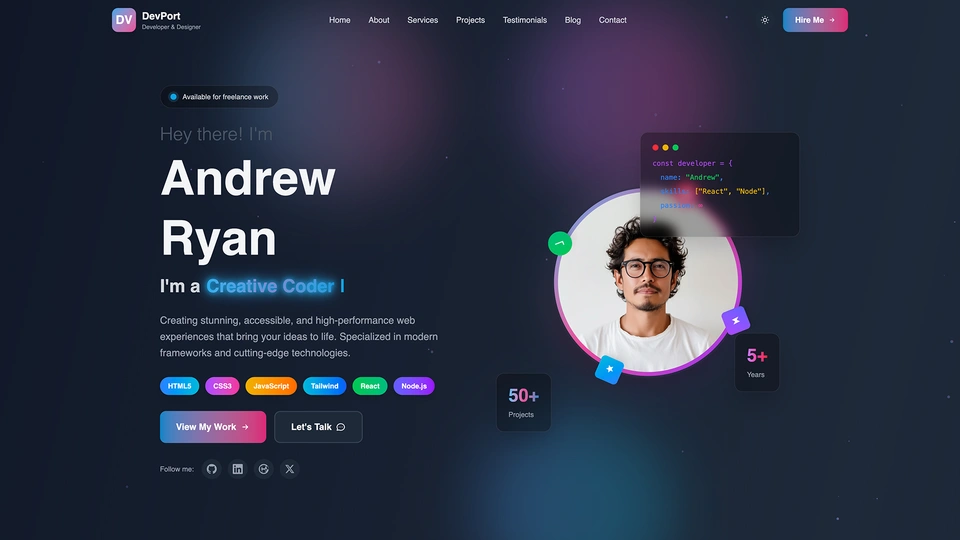 DV
DevPort
Developer & Designer
Home
About
Services
Projects
Testimonials
Blog
Contact
Hire Me
Available for freelance work
Hey there! I'm
Andrew
Ryan
I'm a Creative Coder
Creating stunning, accessible, and high-performance web
experiences that bring your ideas to life. Specialized in modern
frameworks and cutting-edge technologies.
HTML5
CSS3
JavaScript
Tailwind
React
Node.js
View My Work
Let's Talk
Follow me:
const developer = {
name: "Andrew",
["React", "Node"],
50+
Projects
5+
Years